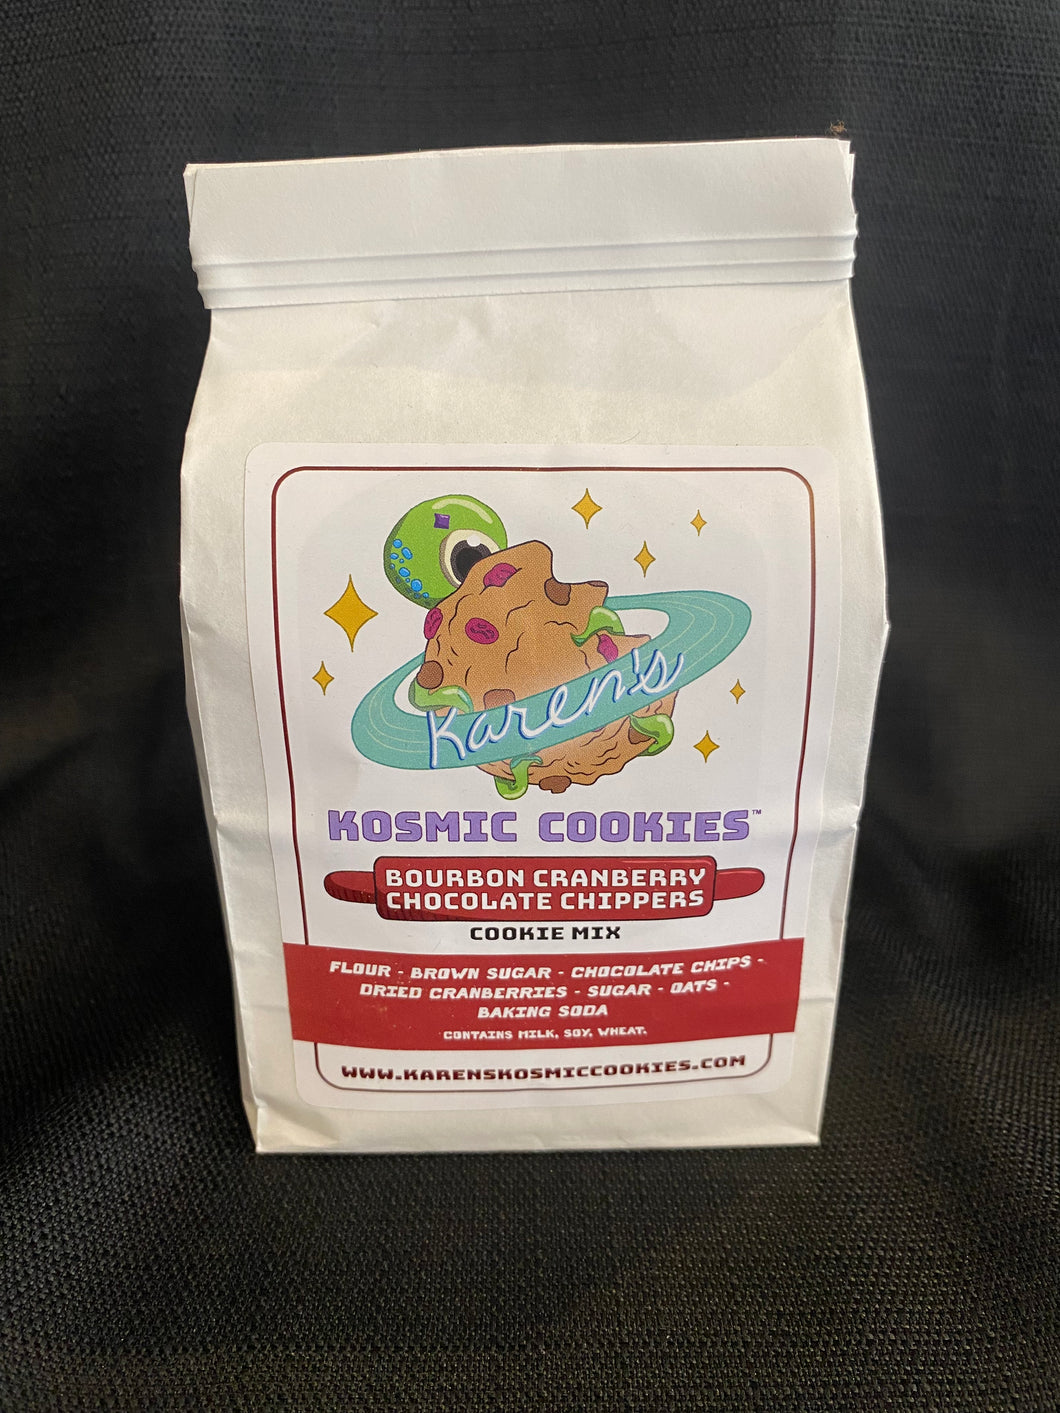 Karen's
KOSMIC COOKIES™
BOURBON CRANBERRY
CHOCOLATE CHIPPERS
COOKIE MIX
FLOUR - BROWN SUGAR - CHOCOLATE CHIPS -
DRIED CRANBERRIES - SUGAR - OATS -
BAKING SODA
CONTAINS MILK, SOY, WHEAT.
WWW.KARENSKOSMICCOOKIES.COM